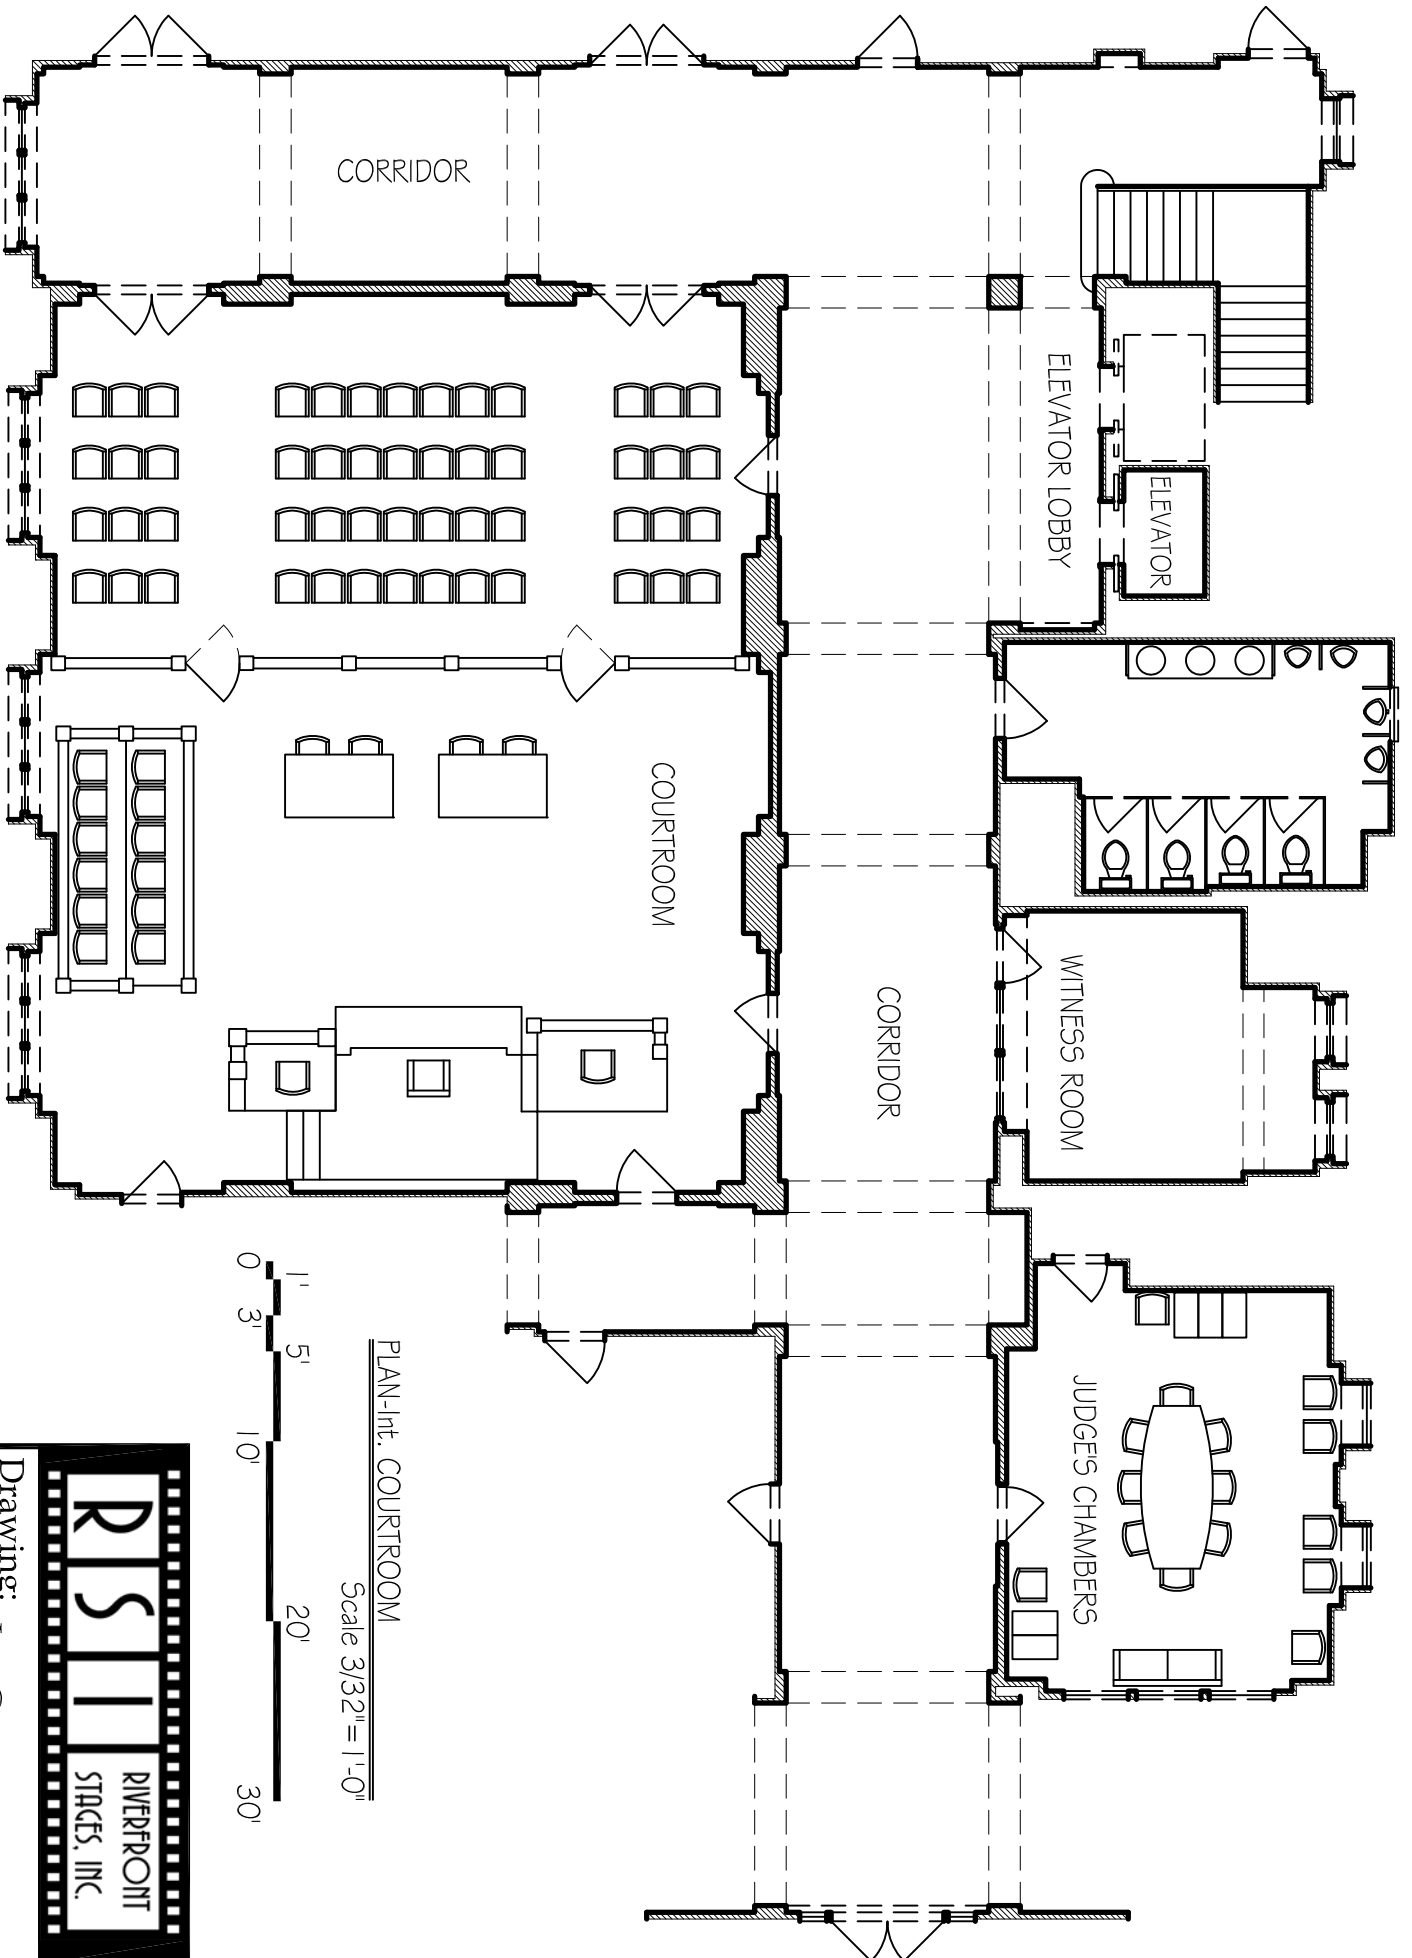 CORRIDOR
ELEVATOR LOBBY
ELEVATOR
COURTROOM
CORRIDOR
WITNESS ROOM
JUDGE'S CHAMBERS
PLAN-Int. COURTROOM
Scale 3/32"=1'-0"
0 1' 3' 5' 10' 20' 30'
RSI
RIVERFRONT
STAGES, INC.
Drawing: